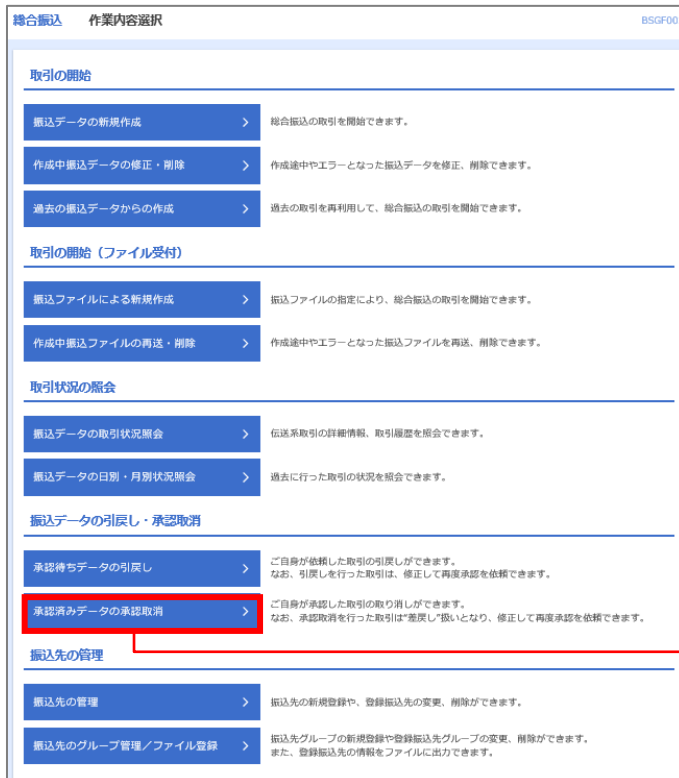 総合振込 作業内容選択 BSGF00
取引の開始
振込データの新規作成 総合振込の取引を開始できます。
作成中振込データの修正・削除 作成途中やエラーとなった振込データを修正、削除できます。
過去の振込データからの作成 過去の取引を再利用して、総合振込の取引を開始できます。
取引の開始（ファイル受付）
振込ファイルによる新規作成 振込ファイルの指定により、総合振込の取引を開始できます。
作成中振込ファイルの再送・削除 作成途中やエラーとなった振込ファイルを再送、削除できます。
取引状況の照会
振込データの取引状況照会 伝送系取引の詳細情報、取引履歴を照会できます。
振込データの日別・月別状況照会 過去に行った取引の状況を照会できます。
振込データの引戻し・承認取消
承認待ちデータの引戻し ご自身が依頼した取引の引戻しができます。
なお、引戻しを行った取引は、修正して再度承認を依頼できます。
承認済みデータの承認取消 ご自身が承認した取引の取り消しができます。
なお、承認取消を行った取引は“差戻し”扱いとなり、修正して再度承認を依頼できます。
振込先の管理
振込先の管理 振込先の新規登録や、登録振込先の変更、削除ができます。
振込先のグループ管理／ファイル登録 振込先グループの新規登録や登録振込先グループの変更、削除ができます。
また、登録振込先の情報をファイルに出力できます。